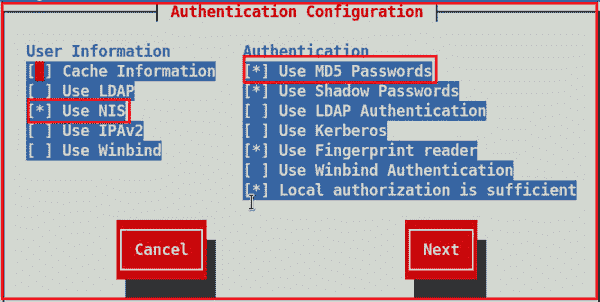 Authentication Configuration
User Information
[ ] Cache Information
[ ] Use LDAP
[*] Use NIS
[ ] Use IPAv2
[ ] Use Winbind
Authentication
[*] Use MD5 Passwords
[*] Use Shadow Passwords
[ ] Use LDAP Authentication
[ ] Use Kerberos
[*] Use Fingerprint reader
[ ] Use Winbind Authentication
[*] Local authorization is sufficient
Cancel
Next